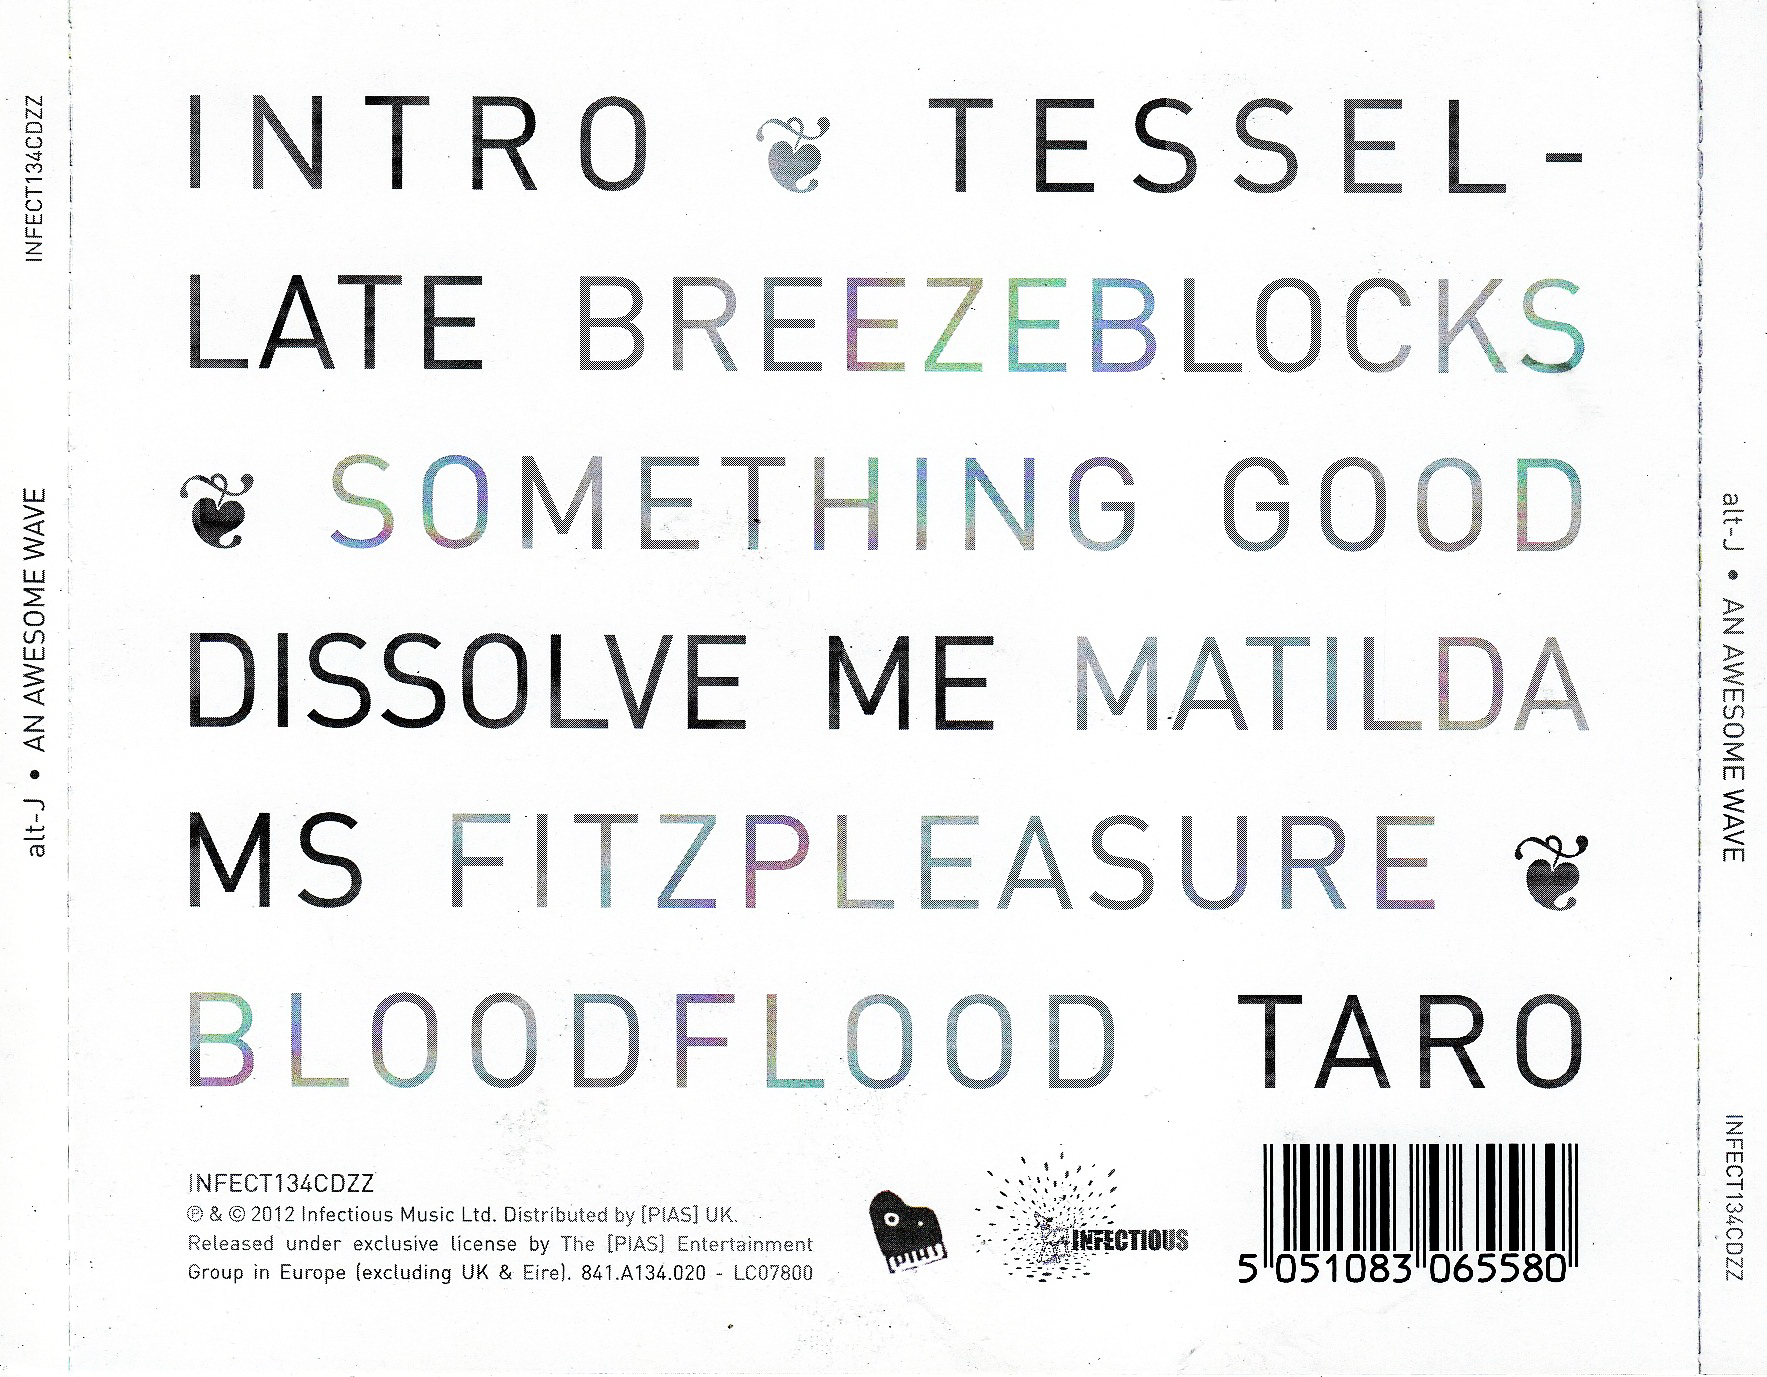 INTRO ❦ TESSEL-
LATE BREEZEBLOCKS
❦ SOMETHING GOOD
DISSOLVE ME MATILDA
MS FITZPLEASURE ❦
BLOODFLOOD TARO
INFECT134CDZZ
℗ & © 2012 Infectious Music Ltd. Distributed by [PIAS] UK.
Released under exclusive license by The [PIAS] Entertainment
Group in Europe (excluding UK & Eire). 841.A134.020 - LC07800
INFECTIOUS
5 051083 065580
alt-J • AN AWESOME WAVE
INFECT134CDZZ
alt-J • AN AWESOME WAVE
INFECT134CDZZ